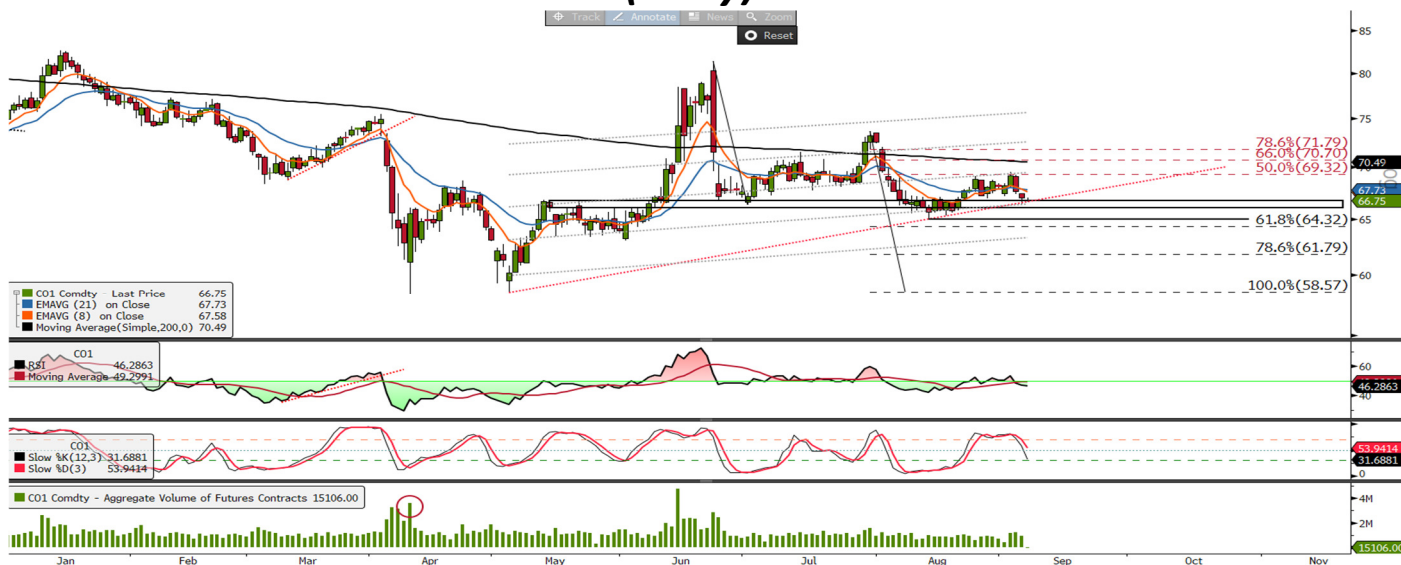 Track Annotate News Zoom
Reset
85
80
75
70
65
60
78.6%(71.79)
66.0%(70.70)
50.0%(69.32)
61.8%(64.32)
78.6%(61.79)
100.0%(58.57)
70.49
67.73
66.75
CO1 Comdty - Last Price 66.75
EMAVG (21) on Close 67.73
EMAVG (8) on Close 67.58
Moving Average(Simple,200,0) 70.49
CO1
RSI 46.2863
Moving Average 49.2991
60
46.2863
40
CO1
Slow %K(12,3) 31.6881
Slow %D(3) 53.9414
53.9414
31.6881
0
CO1 Comdty - Aggregate Volume of Futures Contracts 15106.00
4M
2M
15106.00
Jan Feb Mar Apr May Jun Jul Aug Sep Oct Nov